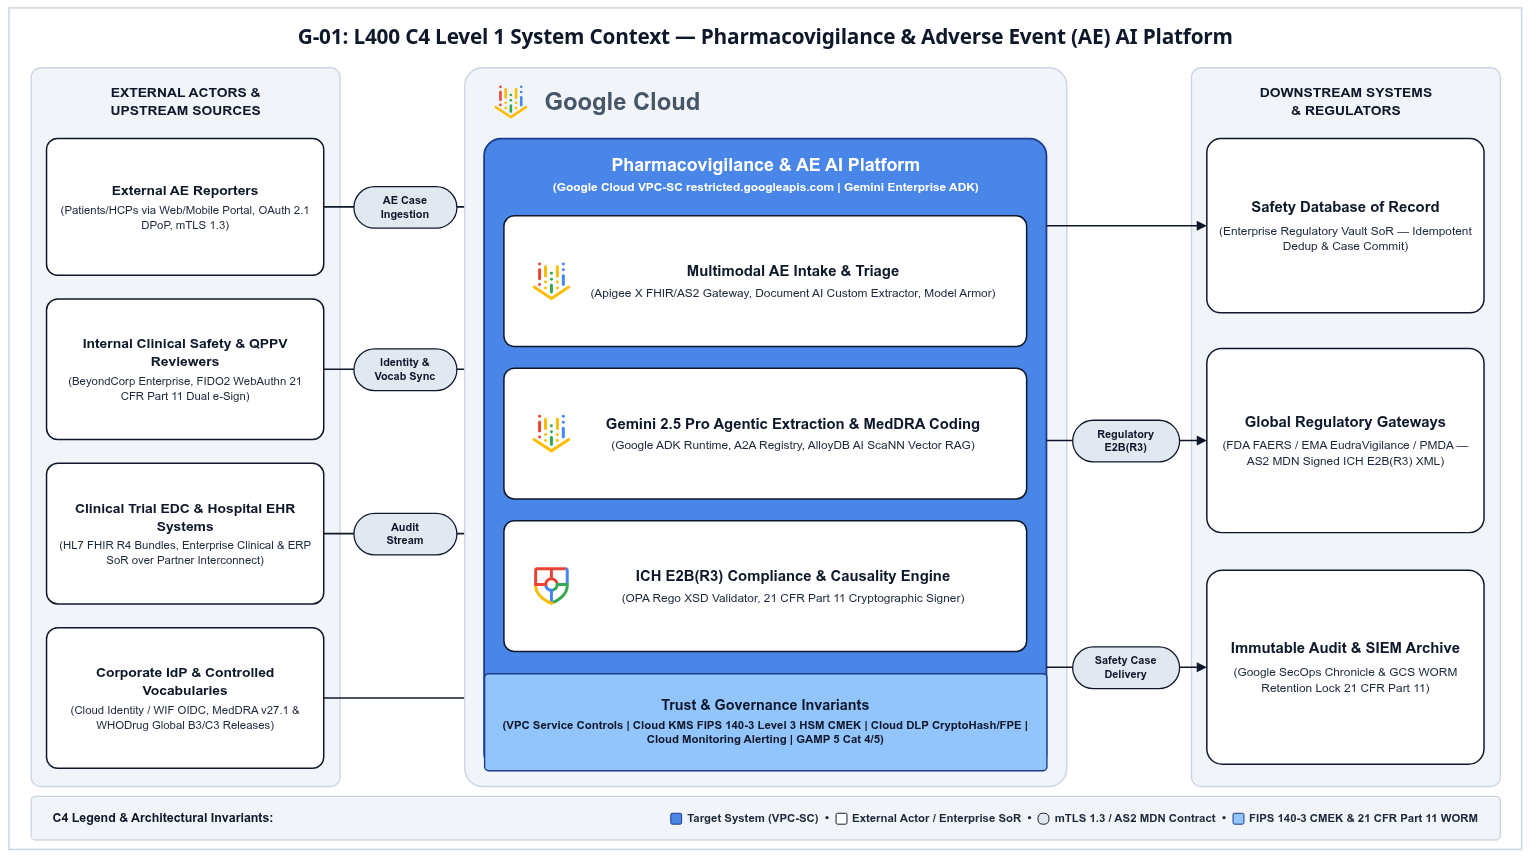 G-01: L400 C4 Level 1 System Context — Pharmacovigilance & Adverse Event (AE) AI Platform
EXTERNAL ACTORS &
UPSTREAM SOURCES
External AE Reporters
(Patients/HCPs via Web/Mobile Portal, OAuth 2.1
DPoP, mTLS 1.3)
Internal Clinical Safety & QPPV
Reviewers
(BeyondCorp Enterprise, FIDO2 WebAuthn 21
CFR Part 11 Dual e-Sign)
Clinical Trial EDC & Hospital EHR
Systems
(HL7 FHIR R4 Bundles, Enterprise Clinical & ERP
SoR over Partner Interconnect)
Corporate IdP & Controlled
Vocabularies
(Cloud Identity / WIF OIDC, MedDRA v27.1 &
WHODrug Global B3/C3 Releases)
AE Case
Ingestion
Identity &
Vocab Sync
Audit
Stream
Google Cloud
Pharmacovigilance & AE AI Platform
(Google Cloud VPC-SC restricted.googleapis.com | Gemini Enterprise ADK)
Multimodal AE Intake & Triage
(Apigee X FHIR/AS2 Gateway, Document AI Custom Extractor, Model Armor)
Gemini 2.5 Pro Agentic Extraction & MedDRA Coding
(Google ADK Runtime, A2A Registry, AlloyDB AI ScaNN Vector RAG)
ICH E2B(R3) Compliance & Causality Engine
(OPA Rego XSD Validator, 21 CFR Part 11 Cryptographic Signer)
Trust & Governance Invariants
(VPC Service Controls | Cloud KMS FIPS 140-3 Level 3 HSM CMEK | Cloud DLP CryptoHash/FPE |
Cloud Monitoring Alerting | GAMP 5 Cat 4/5)
Regulatory
E2B(R3)
Safety Case
Delivery
DOWNSTREAM SYSTEMS
& REGULATORS
Safety Database of Record
(Enterprise Regulatory Vault SoR — Idempotent
Dedup & Case Commit)
Global Regulatory Gateways
(FDA FAERS / EMA EudraVigilance / PMDA —
AS2 MDN Signed ICH E2B(R3) XML)
Immutable Audit & SIEM Archive
(Google SecOps Chronicle & GCS WORM
Retention Lock 21 CFR Part 11)
C4 Legend & Architectural Invariants:
Target System (VPC-SC) • External Actor / Enterprise SoR • mTLS 1.3 / AS2 MDN Contract • FIPS 140-3 CMEK & 21 CFR Part 11 WORM